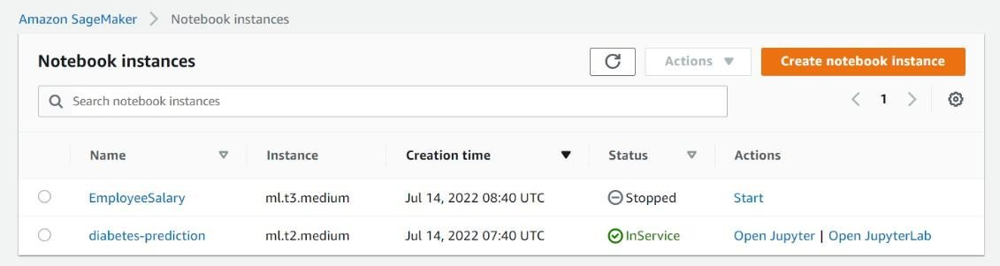 Amazon SageMaker > Notebook instances
Notebook instances
Actions
Create notebook instance
Search notebook instances
1
Name Instance Creation time Status Actions
EmployeeSalary ml.t3.medium Jul 14, 2022 08:40 UTC Stopped Start
diabetes-prediction ml.t2.medium Jul 14, 2022 07:40 UTC InService Open Jupyter | Open JupyterLab